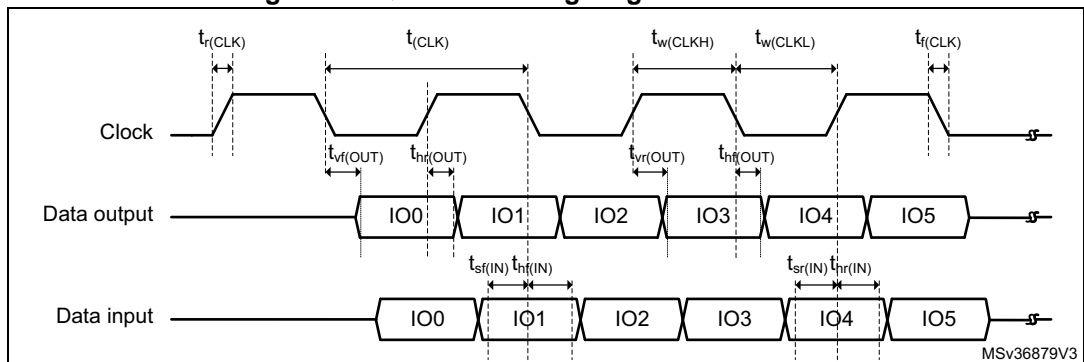 t_r(CLK) t_(CLK) t_w(CLKH) t_w(CLKL) t_f(CLK)
Clock
t_vf(OUT) t_hr(OUT) t_vr(OUT) t_hf(OUT)
Data output IO0 IO1 IO2 IO3 IO4 IO5
t_sf(IN) t_hf(IN) t_sr(IN) t_hr(IN)
Data input IO0 IO1 IO2 IO3 IO4 IO5
MSv36879V3